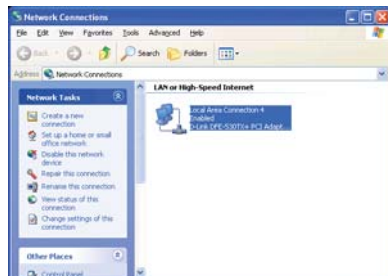 Network Connections
File Edit View Favorites Tools Advanced Help
Back Search Folders
Address Network Connections
LAN or High-Speed Internet
Network Tasks
Create a new
connection
Set up a home or small
office network
Disable this network
device
Repair this connection
Rename this connection
View status of this
connection
Change settings of this
connection
Local Area Connection 4
Enabled
D-Link DFE-530TX+ PCI Adapt...
Other Places
Control Panel